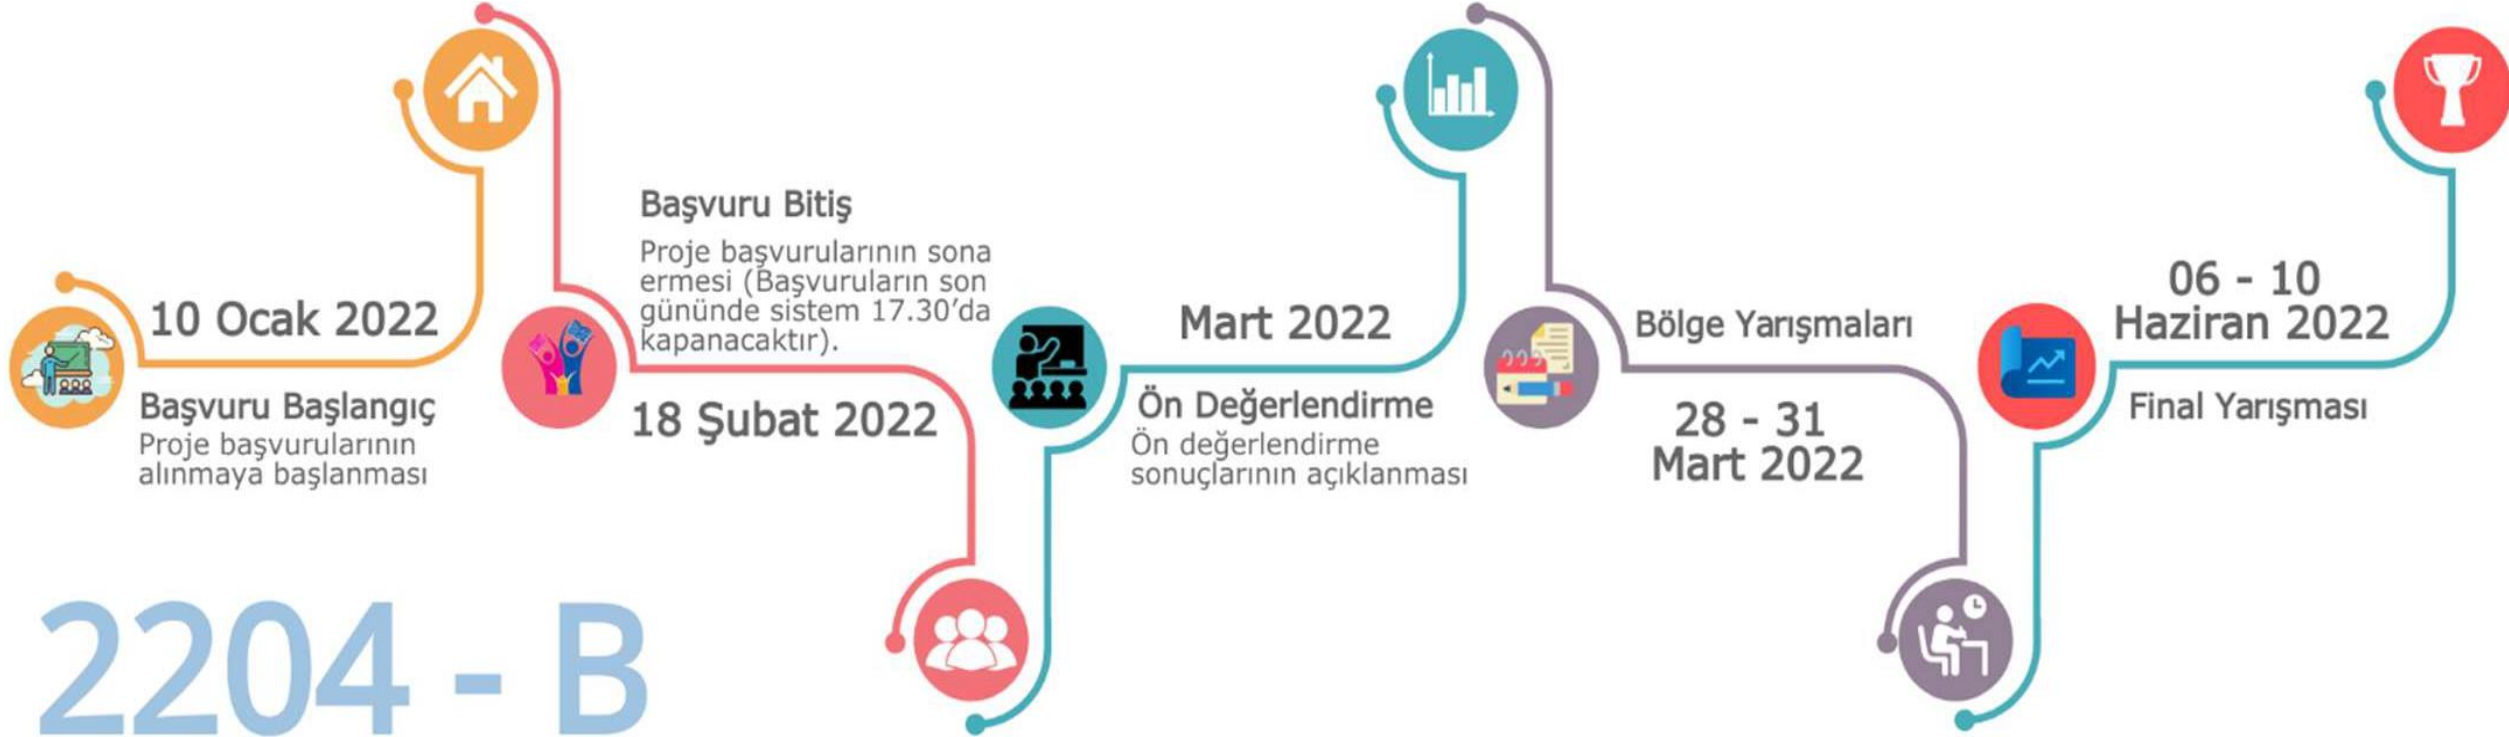 10 Ocak 2022
Başvuru Başlangıç
Proje başvurularının
alınmaya başlanması
Başvuru Bitiş
Proje başvurularının sona
ermesi (Başvuruların son
gününde sistem 17.30’da
kapanacaktır).
18 Şubat 2022
Mart 2022
Ön Değerlendirme
Ön değerlendirme
sonuçlarının açıklanması
Bölge Yarışmaları
28 - 31
Mart 2022
06 - 10
Haziran 2022
Final Yarışması
2204 - B